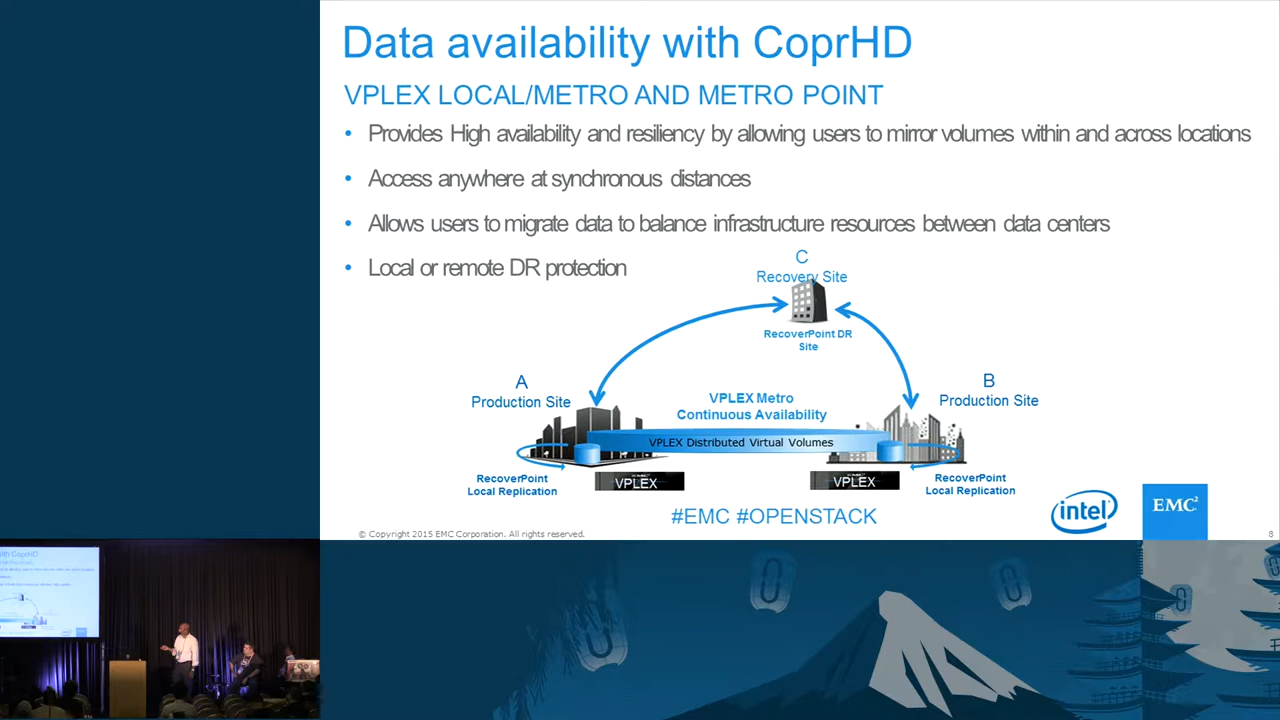 Data availability with CoprHD
VPLEX LOCAL/METRO AND METRO POINT
• Provides High availability and resiliency by allowing users to mirror volumes within and across locations
• Access anywhere at synchronous distances
• Allows users to migrate data to balance infrastructure resources between data centers
• Local or remote DR protection
C
Recovery Site
RecoverPoint DR
Site
A
Production Site
B
Production Site
VPLEX Metro
Continuous Availability
VPLEX Distributed Virtual Volumes
RecoverPoint
Local Replication
VPLEX
VPLEX
RecoverPoint
Local Replication
#EMC #OPENSTACK
intel
EMC²
© Copyright 2015 EMC Corporation. All rights reserved.
8